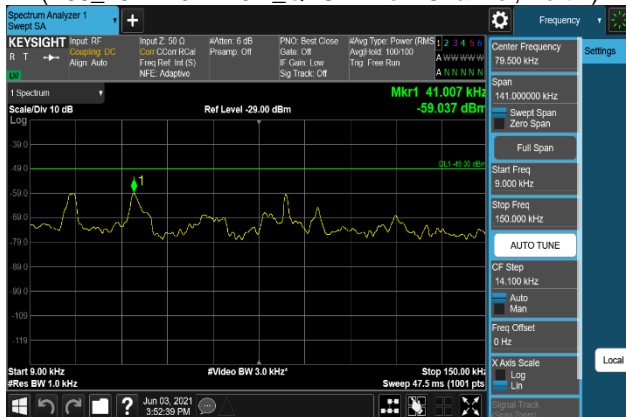 Spectrum Analyzer 1
Swept SA
Frequency
KEYSIGHT
R T
LXI
Input: RF
Coupling: DC
Align: Auto
Input Z: 50 Ω
Corr CCorr RCal
Freq Ref: Int (S)
NFE: Adaptive
#Atten: 6 dB
Preamp: Off
PNO: Best Close
Gate: Off
IF Gain: Low
Sig Track: Off
#Avg Type: Power (RMS
Avg|Hold: 100/100
Trig: Free Run
1 2 3 4 5 6
A W W W W W
A N N N N N
1 Spectrum
Scale/Div 10 dB
Log
Ref Level -29.00 dBm
Mkr1 41.007 kHz
-59.037 dBm
DL1 -49.00 dBm
1
-39.0
-49.0
-59.0
-69.0
-79.0
-89.0
-99.0
-109
-119
Start 9.00 kHz
#Res BW 1.0 kHz
#Video BW 3.0 kHz*
Stop 150.00 kHz
Sweep 47.5 ms (1001 pts
Center Frequency
79.500 kHz
Settings
Span
141.000000 kHz
Swept Span
Zero Span
Full Span
Start Freq
9.000 kHz
Stop Freq
150.000 kHz
AUTO TUNE
CF Step
14.100 kHz
Auto
Man
Freq Offset
0 Hz
X Axis Scale
Log
Lin
Local
Signal Track
Jun 03, 2021
3:52:39 PM